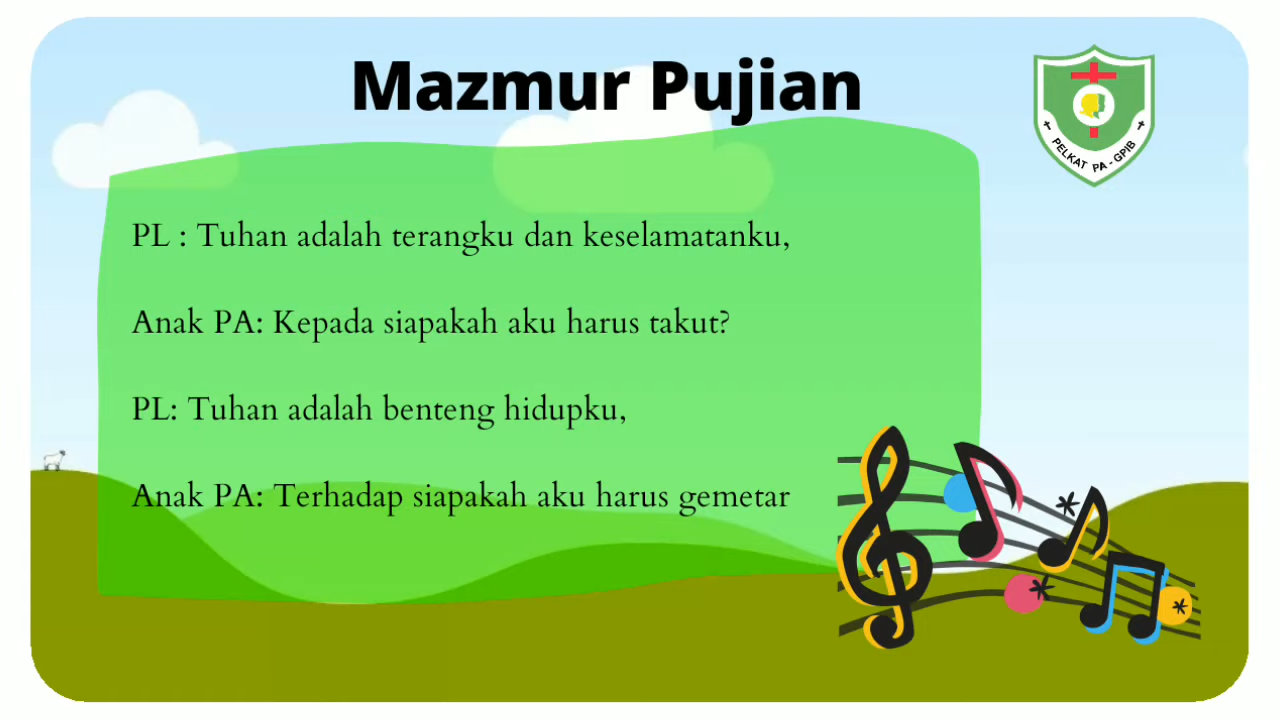 Mazmur Pujian
PELKAT PA - GPIB
PL : Tuhan adalah terangku dan keselamatanku,
Anak PA: Kepada siapakah aku harus takut?
PL: Tuhan adalah benteng hidupku,
Anak PA: Terhadap siapakah aku harus gemetar